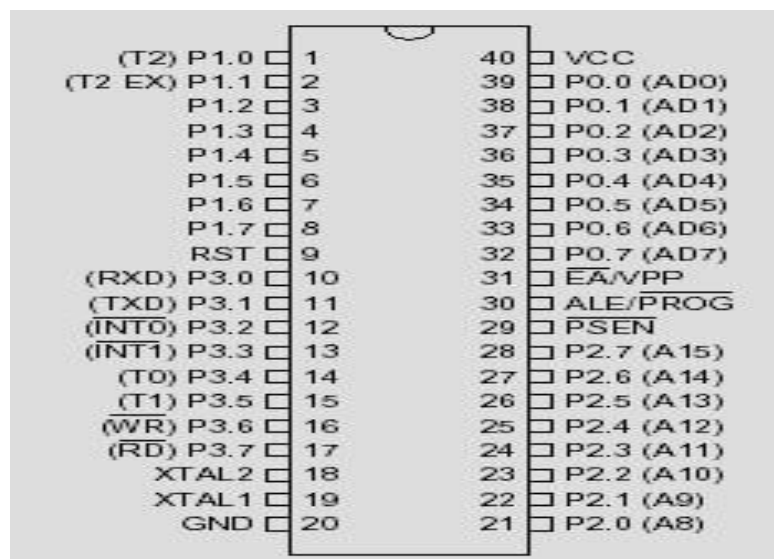 (T2) P1.0 1 40 VCC
(T2 EX) P1.1 2 39 P0.0 (AD0)
P1.2 3 38 P0.1 (AD1)
P1.3 4 37 P0.2 (AD2)
P1.4 5 36 P0.3 (AD3)
P1.5 6 35 P0.4 (AD4)
P1.6 7 34 P0.5 (AD5)
P1.7 8 33 P0.6 (AD6)
RST 9 32 P0.7 (AD7)
(RXD) P3.0 10 31 E̅A̅/VPP
(TXD) P3.1 11 30 ALE/P̅R̅O̅G̅
(I̅N̅T̅0̅) P3.2 12 29 P̅S̅E̅N̅
(I̅N̅T̅1̅) P3.3 13 28 P2.7 (A15)
(T0) P3.4 14 27 P2.6 (A14)
(T1) P3.5 15 26 P2.5 (A13)
(W̅R̅) P3.6 16 25 P2.4 (A12)
(R̅D̅) P3.7 17 24 P2.3 (A11)
XTAL2 18 23 P2.2 (A10)
XTAL1 19 22 P2.1 (A9)
GND 20 21 P2.0 (A8)